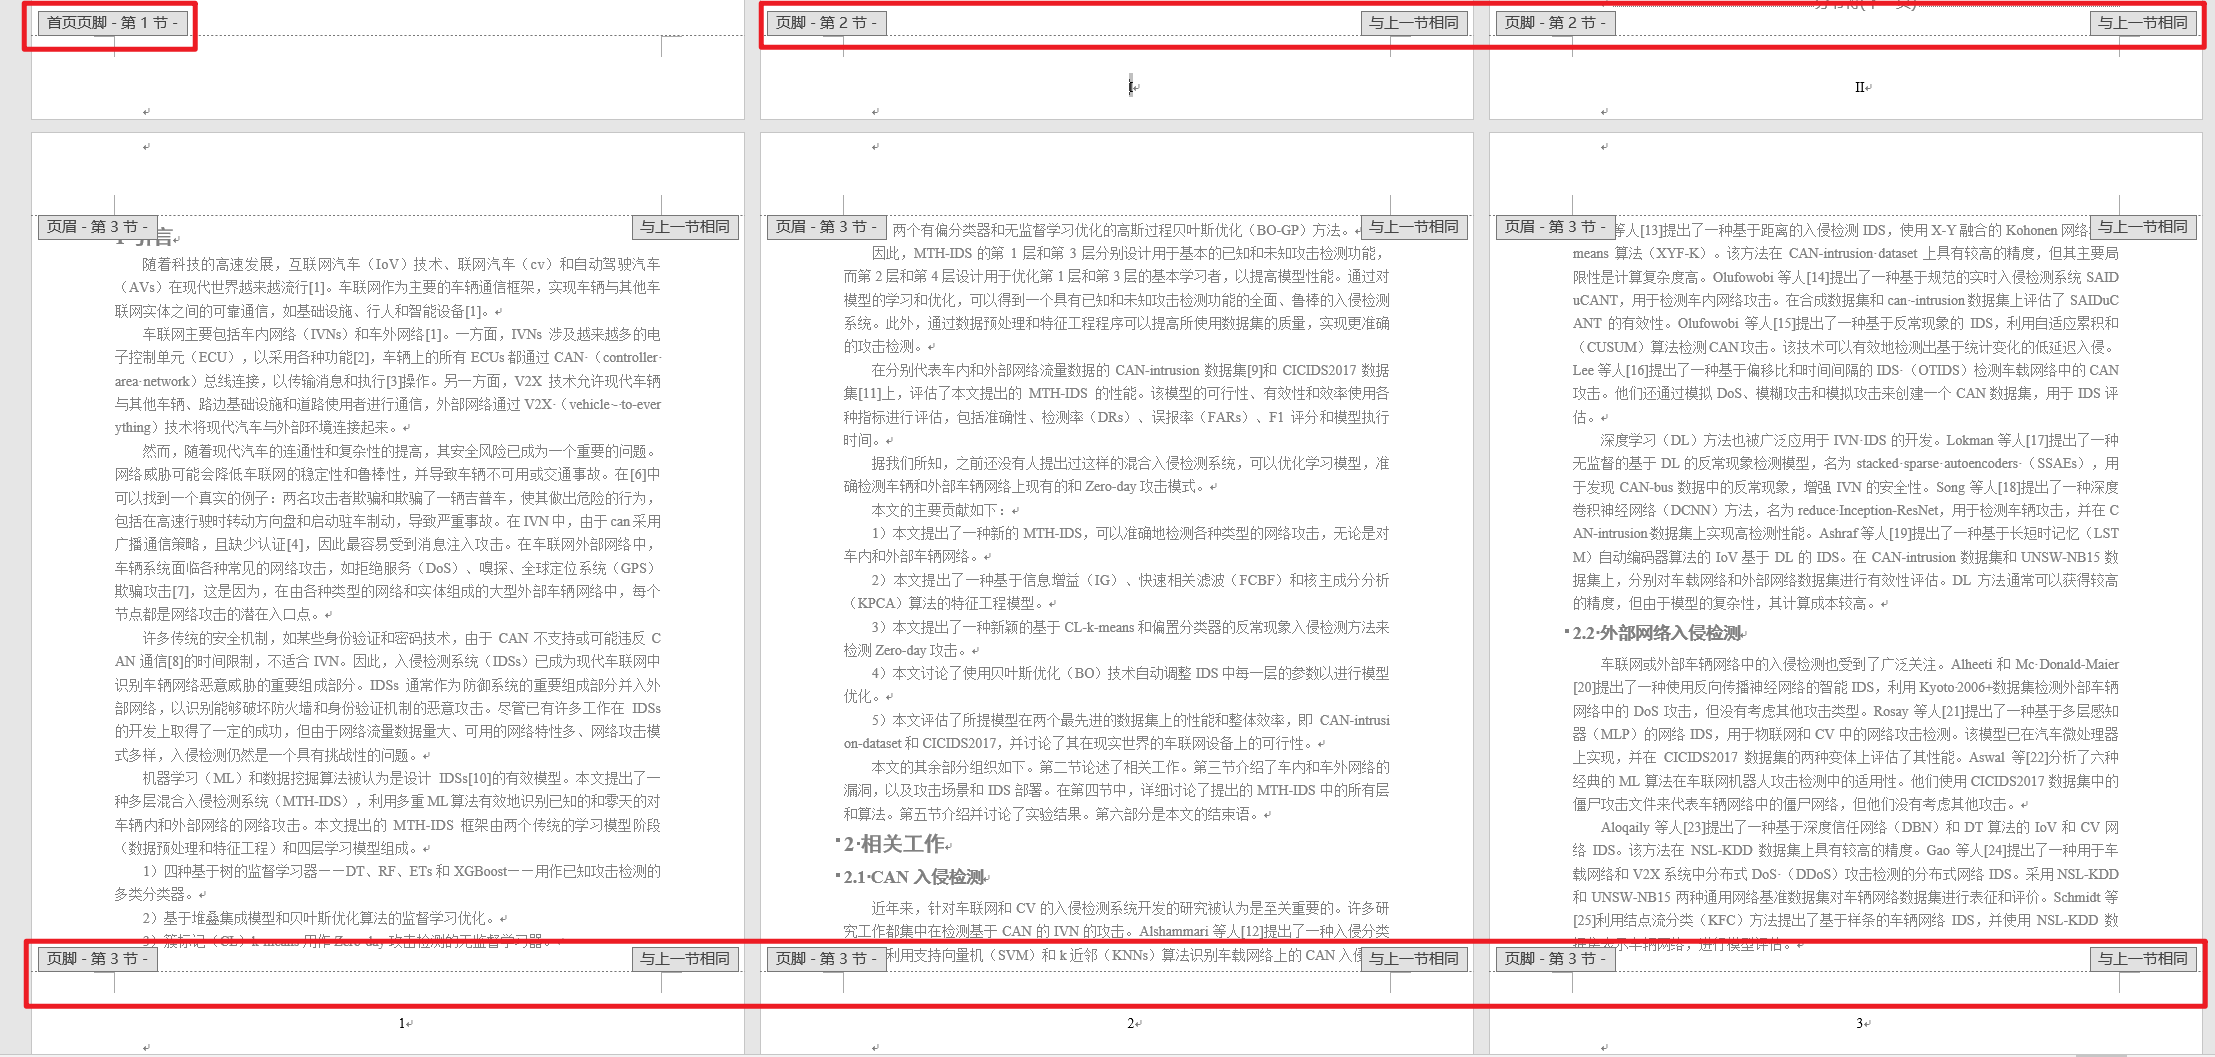 首页页脚 - 第 1 节 -
页脚 - 第 2 节 -
与上一节相同
页脚 - 第 2 节 -
与上一节相同
II
页眉 - 第 3 节 -
与上一节相同
随着科技的高速发展，互联网汽车（IoV）技术、联网汽车（cv）和自动驾驶汽车
（AVs）在现代世界越来越流行[1]。车联网作为主要的车辆通信框架，实现车辆与其他车
联网实体之间的可靠通信，如基础设施、行人和智能设备[1]。
车联网主要包括车内网络（IVNs）和车外网络[1]。一方面，IVNs 涉及越来越多的电
子控制单元（ECU），以采用各种功能[2]，车辆上的所有 ECUs 都通过 CAN·（controller·
area·network）总线连接，以传输消息和执行[3]操作。另一方面，V2X 技术允许现代车辆
与其他车辆、路边基础设施和道路使用者进行通信，外部网络通过 V2X·（vehicle~·to-ever
ything）技术将现代汽车与外部环境连接起来。
然而，随着现代汽车的连通性和复杂性的提高，其安全风险已成为一个重要的问题。
网络威胁可能会降低车联网的稳定性和鲁棒性，并导致车辆不可用或交通事故。在[6]中
可以找到一个真实的例子：两名攻击者欺骗和欺骗了一辆吉普车，使其做出危险的行为，
包括在高速行驶时转动方向盘和启动驻车制动，导致严重事故。在 IVN 中，由于 can 采用
广播通信策略，且缺少认证[4]，因此最容易受到消息注入攻击。在车联网外部网络中，
车辆系统面临各种常见的网络攻击，如拒绝服务（DoS）、嗅探、全球定位系统（GPS）
欺骗攻击[7]，这是因为，在由各种类型的网络和实体组成的大型外部车辆网络中，每个
节点都是网络攻击的潜在入口点。
许多传统的安全机制，如某些身份验证和密码技术，由于 CAN 不支持或可能违反 C
AN 通信[8]的时间限制，不适合 IVN。因此，入侵检测系统（IDSs）已成为现代车联网中
识别车辆网络恶意威胁的重要组成部分。IDSs 通常作为防御系统的重要组成部分并入外
部网络，以识别能够破坏防火墙和身份验证机制的恶意攻击。尽管已有许多工作在 IDSs
的开发上取得了一定的成功，但由于网络流量数据量大、可用的网络特性多、网络攻击模
式多样，入侵检测仍然是一个具有挑战性的问题。
机器学习（ML）和数据挖掘算法被认为是设计 IDSs[10]的有效模型。本文提出了一
种多层混合入侵检测系统（MTH-IDS），利用多重 ML 算法有效地识别已知的和零天的对
车辆内和外部网络的网络攻击。本文提出的 MTH-IDS 框架由两个传统的学习模型阶段
（数据预处理和特征工程）和四层学习模型组成。
1）四种基于树的监督学习器——DT、RF、ETs 和 XGBoost——用作已知攻击检测的
多类分类器。
2）基于堆叠集成模型和贝叶斯优化算法的监督学习优化。
3）簇标记（CL）k-means 用作 Zero-day 攻击检测的无监督学习器。
页脚 - 第 3 节 -
与上一节相同
1
页眉 - 第 3 节 -
与上一节相同
两个有偏分类器和无监督学习优化的高斯过程贝叶斯优化（BO-GP）方法。
因此，MTH-IDS 的第 1 层和第 3 层分别设计用于基本的已知和未知攻击检测功能，
而第 2 层和第 4 层设计用于优化第 1 层和第 3 层的基本学习者，以提高模型性能。通过对
模型的学习和优化，可以得到一个具有已知和未知攻击检测功能的全面、鲁棒的入侵检测
系统。此外，通过数据预处理和特征工程程序可以提高所使用数据集的质量，实现更准确
的攻击检测。
在分别代表车内和外部网络流量数据的 CAN-intrusion 数据集[9]和 CICIDS2017 数据
集[11]上，评估了本文提出的 MTH-IDS 的性能。该模型的可行性、有效性和效率使用各
种指标进行评估，包括准确性、检测率（DRs）、误报率（FARs）、F1 评分和模型执行
时间。
据我们所知，之前还没有人提出过这样的混合入侵检测系统，可以优化学习模型，准
确检测车辆和外部车辆网络上现有的和 Zero-day 攻击模式。
本文的主要贡献如下：
1）本文提出了一种新的 MTH-IDS，可以准确地检测各种类型的网络攻击，无论是对
车内和外部车辆网络。
2）本文提出了一种基于信息增益（IG）、快速相关滤波（FCBF）和核主成分分析
（KPCA）算法的特征工程模型。
3）本文提出了一种新颖的基于 CL-k-means 和偏置分类器的反常现象入侵检测方法来
检测 Zero-day 攻击。
4）本文讨论了使用贝叶斯优化（BO）技术自动调整 IDS 中每一层的参数以进行模型
优化。
5）本文评估了所提模型在两个最先进的数据集上的性能和整体效率，即 CAN-intrusi
on-dataset 和 CICIDS2017，并讨论了其在现实世界的车联网设备上的可行性。
本文的其余部分组织如下。第二节论述了相关工作。第三节介绍了车内和车外网络的
漏洞，以及攻击场景和 IDS 部署。在第四节中，详细讨论了提出的 MTH-IDS 中的所有层
和算法。第五节介绍并讨论了实验结果。第六部分是本文的结束语。
2·相关工作
2.1·CAN 入侵检测
近年来，针对车联网和 CV 的入侵检测系统开发的研究被认为是至关重要的。许多研
究工作都集中在检测基于 CAN 的 IVN 的攻击。Alshammari 等人[12]提出了一种入侵分类
利用支持向量机（SVM）和 k 近邻（KNNs）算法识别车载网络上的 CAN 入侵
页脚 - 第 3 节 -
与上一节相同
2
页眉 - 第 3 节 -
与上一节相同
等人[13]提出了一种基于距离的入侵检测 IDS，使用 X-Y 融合的 Kohonen 网络
means 算法（XYF-K）。该方法在 CAN-intrusion·dataset 上具有较高的精度，但其主要局
限性是计算复杂度高。Olufowobi 等人[14]提出了一种基于规范的实时入侵检测系统 SAID
uCANT，用于检测车内网络攻击。在合成数据集和 can~-intrusion 数据集上评估了 SAIDuC
ANT 的有效性。Olufowobi 等人[15]提出了一种基于反常现象的 IDS，利用自适应累积和
（CUSUM）算法检测 CAN 攻击。该技术可以有效地检测出基于统计变化的低延迟入侵。
Lee 等人[16]提出了一种基于偏移比和时间间隔的 IDS·（OTIDS）检测车载网络中的 CAN
攻击。他们还通过模拟 DoS、模糊攻击和模拟攻击来创建一个 CAN 数据集，用于 IDS 评
估。
深度学习（DL）方法也被广泛应用于 IVN·IDS 的开发。Lokman 等人[17]提出了一种
无监督的基于 DL 的反常现象检测模型，名为 stacked·sparse·autoencoders·（SSAEs），用
于发现 CAN-bus 数据中的反常现象，增强 IVN 的安全性。Song 等人[18]提出了一种深度
卷积神经网络（DCNN）方法，名为 reduce·Inception-ResNet，用于检测车辆攻击，并在 C
AN-intrusion 数据集上实现高检测性能。Ashraf 等人[19]提出了一种基于长短时记忆（LST
M）自动编码器算法的 IoV 基于 DL 的 IDS。在 CAN-intrusion 数据集和 UNSW-NB15 数
据集上，分别对车载网络和外部网络数据集进行有效性评估。DL 方法通常可以获得较高
的精度，但由于模型的复杂性，其计算成本较高。
2.2·外部网络入侵检测
车联网或外部车辆网络中的入侵检测也受到了广泛关注。Alheeti 和 Mc·Donald-Maier
[20]提出了一种使用反向传播神经网络的智能 IDS，利用 Kyoto·2006+数据集检测外部车辆
网络中的 DoS 攻击，但没有考虑其他攻击类型。Rosay 等人[21]提出了一种基于多层感知
器（MLP）的网络 IDS，用于物联网和 CV 中的网络攻击检测。该模型已在汽车微处理器
上实现，并在 CICIDS2017 数据集的两种变体上评估了其性能。Aswal 等[22]分析了六种
经典的 ML 算法在车联网机器人攻击检测中的适用性。他们使用 CICIDS2017 数据集中的
僵尸攻击文件来代表车辆网络中的僵尸网络，但他们没有考虑其他攻击。
Aloqaily 等人[23]提出了一种基于深度信任网络（DBN）和 DT 算法的 IoV 和 CV 网
络 IDS。该方法在 NSL-KDD 数据集上具有较高的精度。Gao 等人[24]提出了一种用于车
载网络和 V2X 系统中分布式 DoS·（DDoS）攻击检测的分布式网络 IDS。采用 NSL-KDD
和 UNSW-NB15 两种通用网络基准数据集对车辆网络数据集进行表征和评价。Schmidt 等
[25]利用结点流分类（KFC）方法提出了基于样条的车辆网络 IDS，并使用 NSL-KDD 数
据集表示车辆网络，进行模型评估。
页脚 - 第 3 节 -
与上一节相同
3